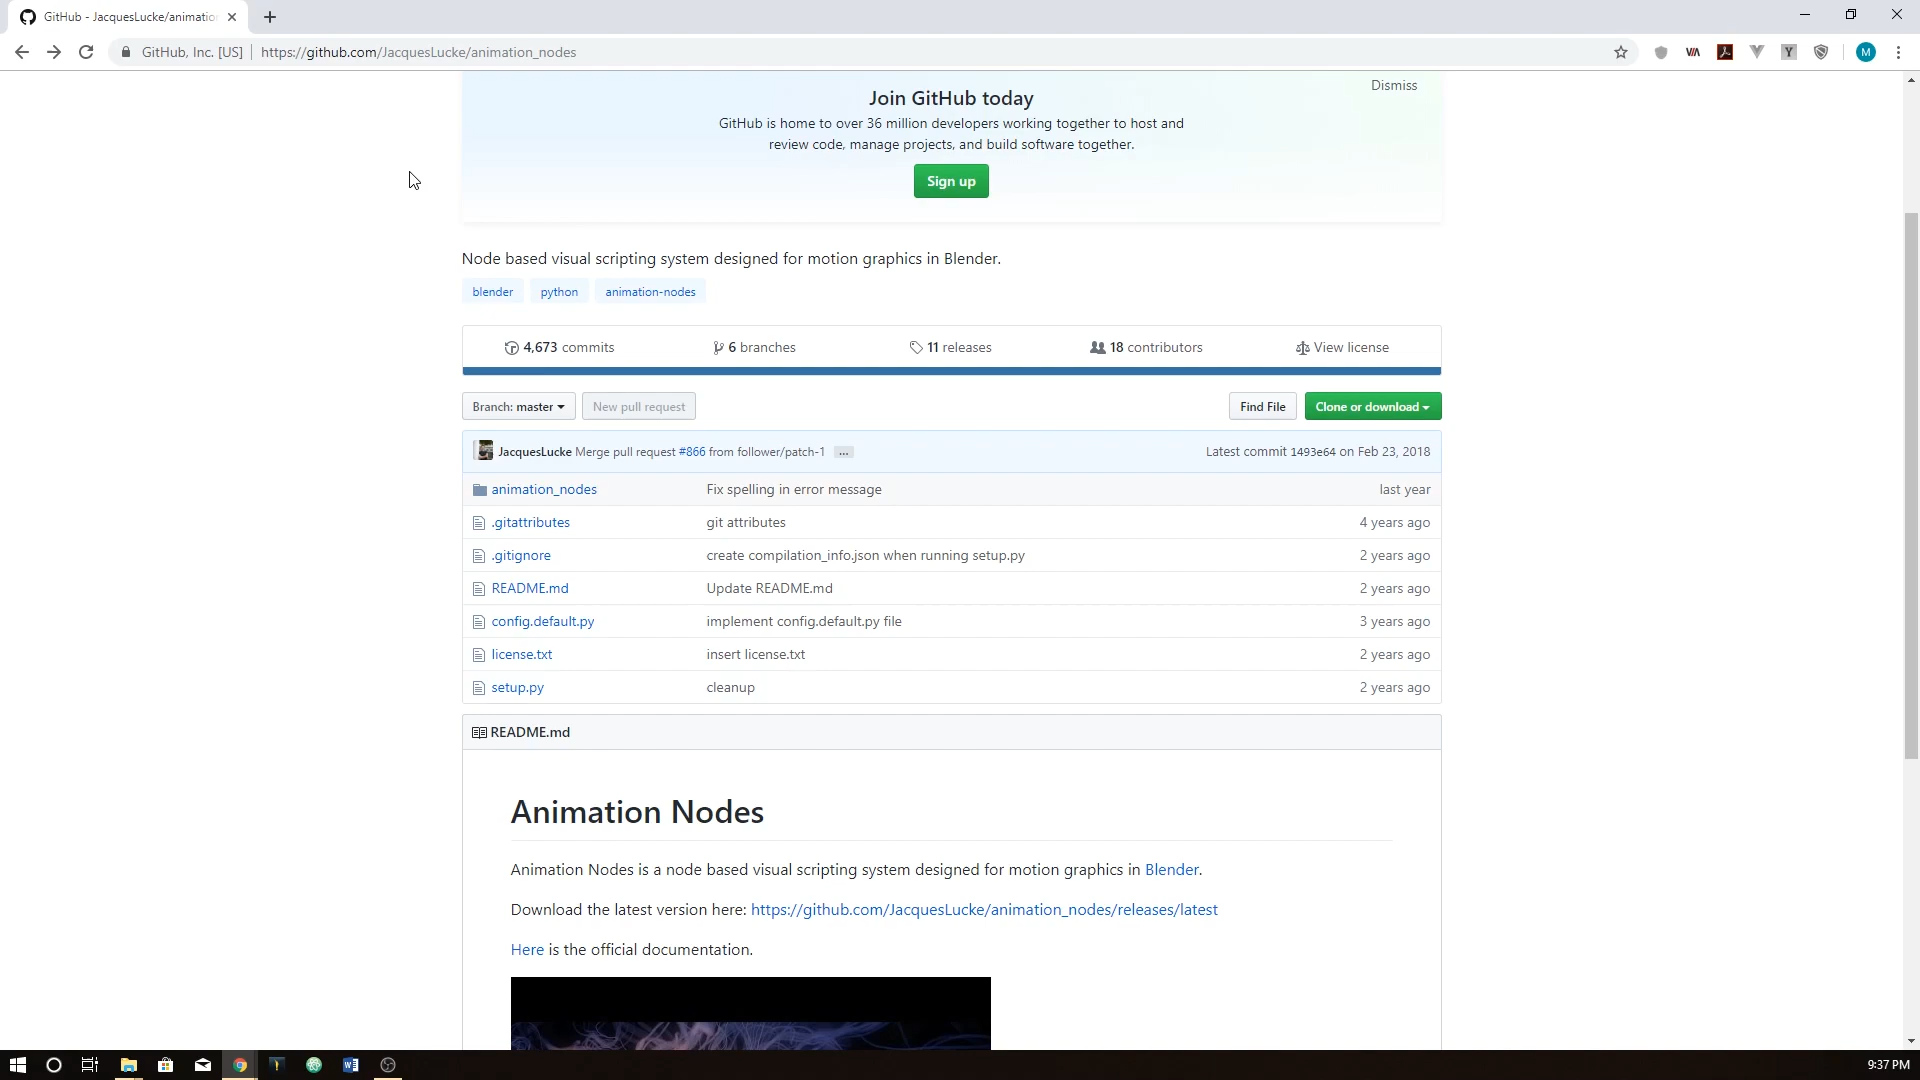 GitHub - JacquesLucke/animatio
GitHub, Inc. [US] https://github.com/JacquesLucke/animation_nodes
VIA Y M
Dismiss
Join GitHub today
GitHub is home to over 36 million developers working together to host and
review code, manage projects, and build software together.
Sign up
Node based visual scripting system designed for motion graphics in Blender.
blender python animation-nodes
4,673 commits 6 branches 11 releases 18 contributors View license
Branch: master New pull request Find File Clone or download
JacquesLucke Merge pull request #866 from follower/patch-1 ... Latest commit 1493e64 on Feb 23, 2018
animation_nodes Fix spelling in error message last year
.gitattributes git attributes 4 years ago
.gitignore create compilation_info.json when running setup.py 2 years ago
README.md Update README.md 2 years ago
config.default.py implement config.default.py file 3 years ago
license.txt insert license.txt 2 years ago
setup.py cleanup 2 years ago
README.md
Animation Nodes
Animation Nodes is a node based visual scripting system designed for motion graphics in Blender.
Download the latest version here: https://github.com/JacquesLucke/animation_nodes/releases/latest
Here is the official documentation.
9:37 PM